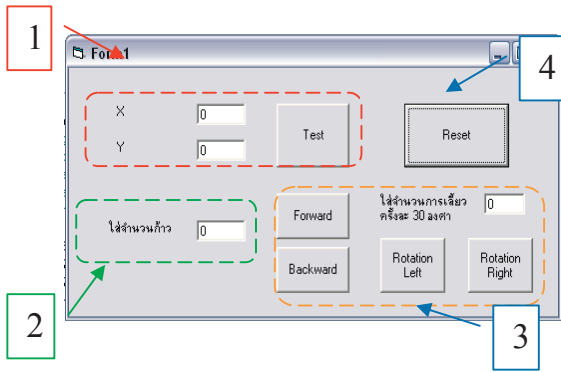 1
Form1
4
X
0
Test
Reset
Y
0
ใส่จำนวนก้าว
0
Forward
ใส่จำนวนการเลี้ยว
ครั้งละ 30 องศา
0
Backward
Rotation
Left
Rotation
Right
2
3